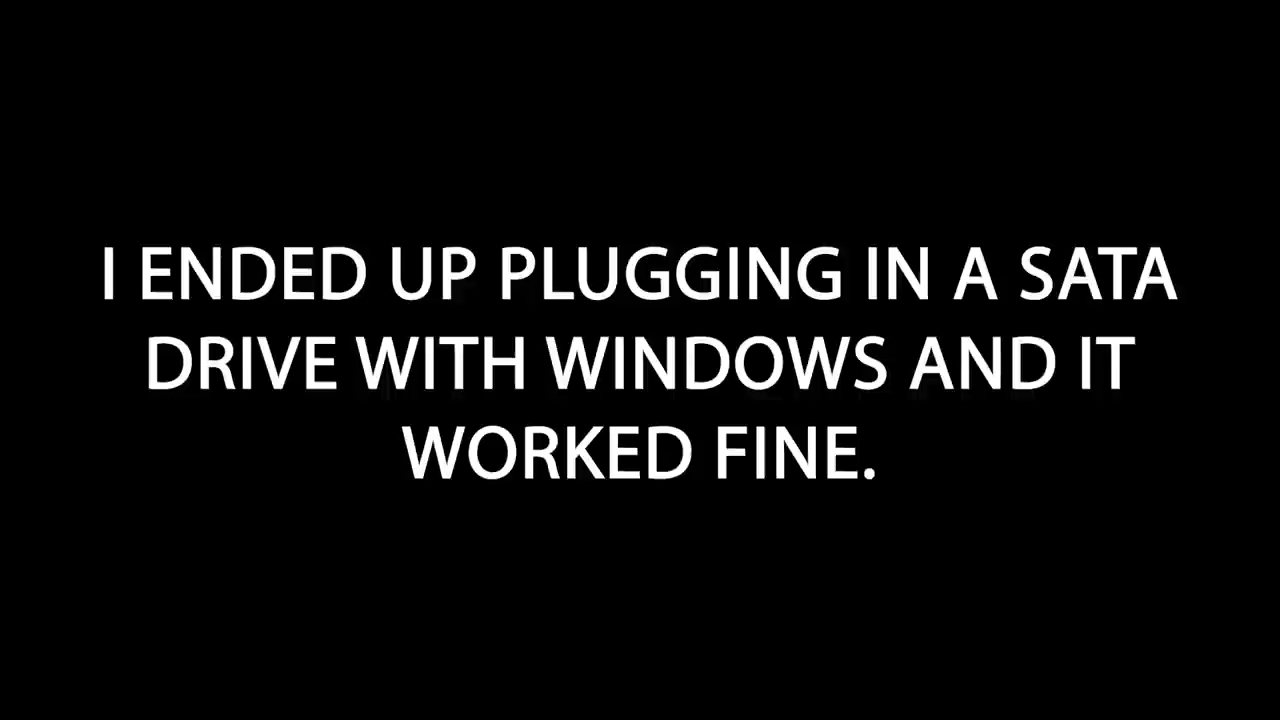 I ENDED UP PLUGGING IN A SATA
DRIVE WITH WINDOWS AND IT
WORKED FINE.